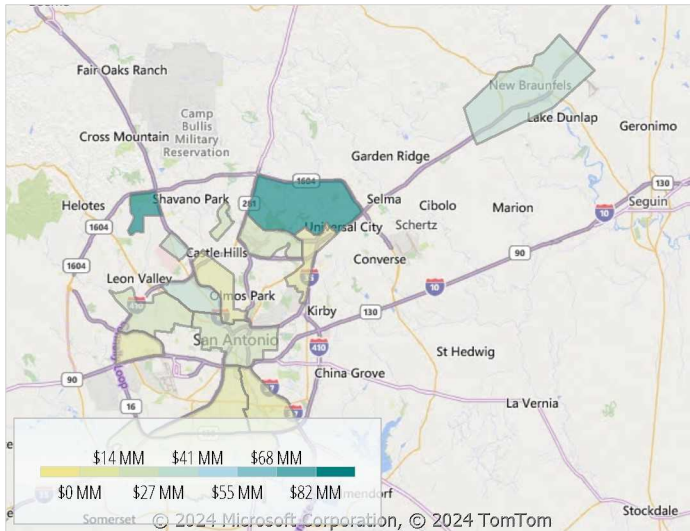 Fair Oaks Ranch
Camp
Bullis
Military
Reservation
Cross Mountain
New Braunfels
Lake Dunlap
Geronimo
Garden Ridge
1604
130
Helotes
Shavano Park
281
Selma
Cibolo
Marion
10
Seguin
1604
Universal City
Schertz
Castle Hills
90
1604
Converse
Leon Valley
10
Olmos Park
Kirby
130
San Antonio
410
St Hedwig
90
China Grove
Loop
16
La Vernia
$14 MM $41 MM $68 MM
$0 MM $27 MM $55 MM $82 MM
Somerset
Stockdale
© 2024 Microsoft Corporation, © 2024 TomTom